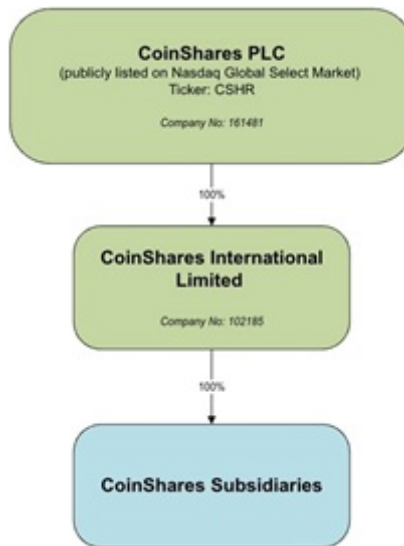 CoinShares PLC
(publicly listed on Nasdaq Global Select Market)
Ticker: CSHR
Company No: 161481
100%
CoinShares International
Limited
Company No: 102185
100%
CoinShares Subsidiaries